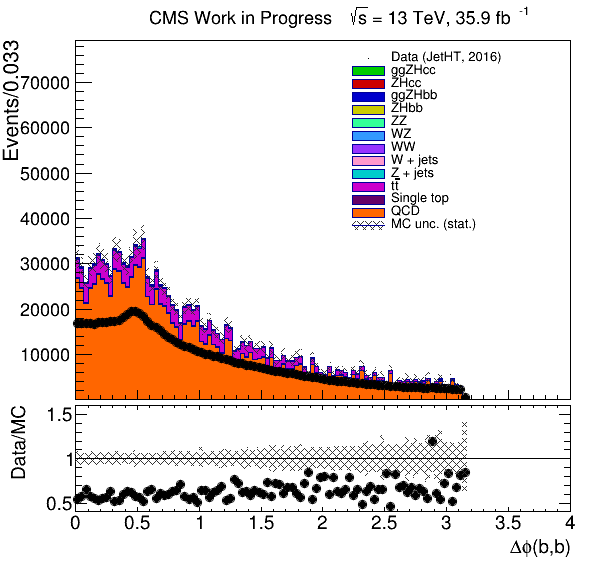 CMS Work in Progress √s = 13 TeV, 35.9 fb⁻¹
Events/0.033
70000
60000
50000
40000
30000
20000
10000
Data (JetHT, 2016)
ggZHcc
ZHcc
ggZHbb
ZHbb
ZZ
WZ
WW
W + jets
Z + jets
tt̅
Single top
QCD
MC unc. (stat.)
Data/MC
1.5
1
0.5
0 0.5 1 1.5 2 2.5 3 3.5 4
Δϕ(b,b)